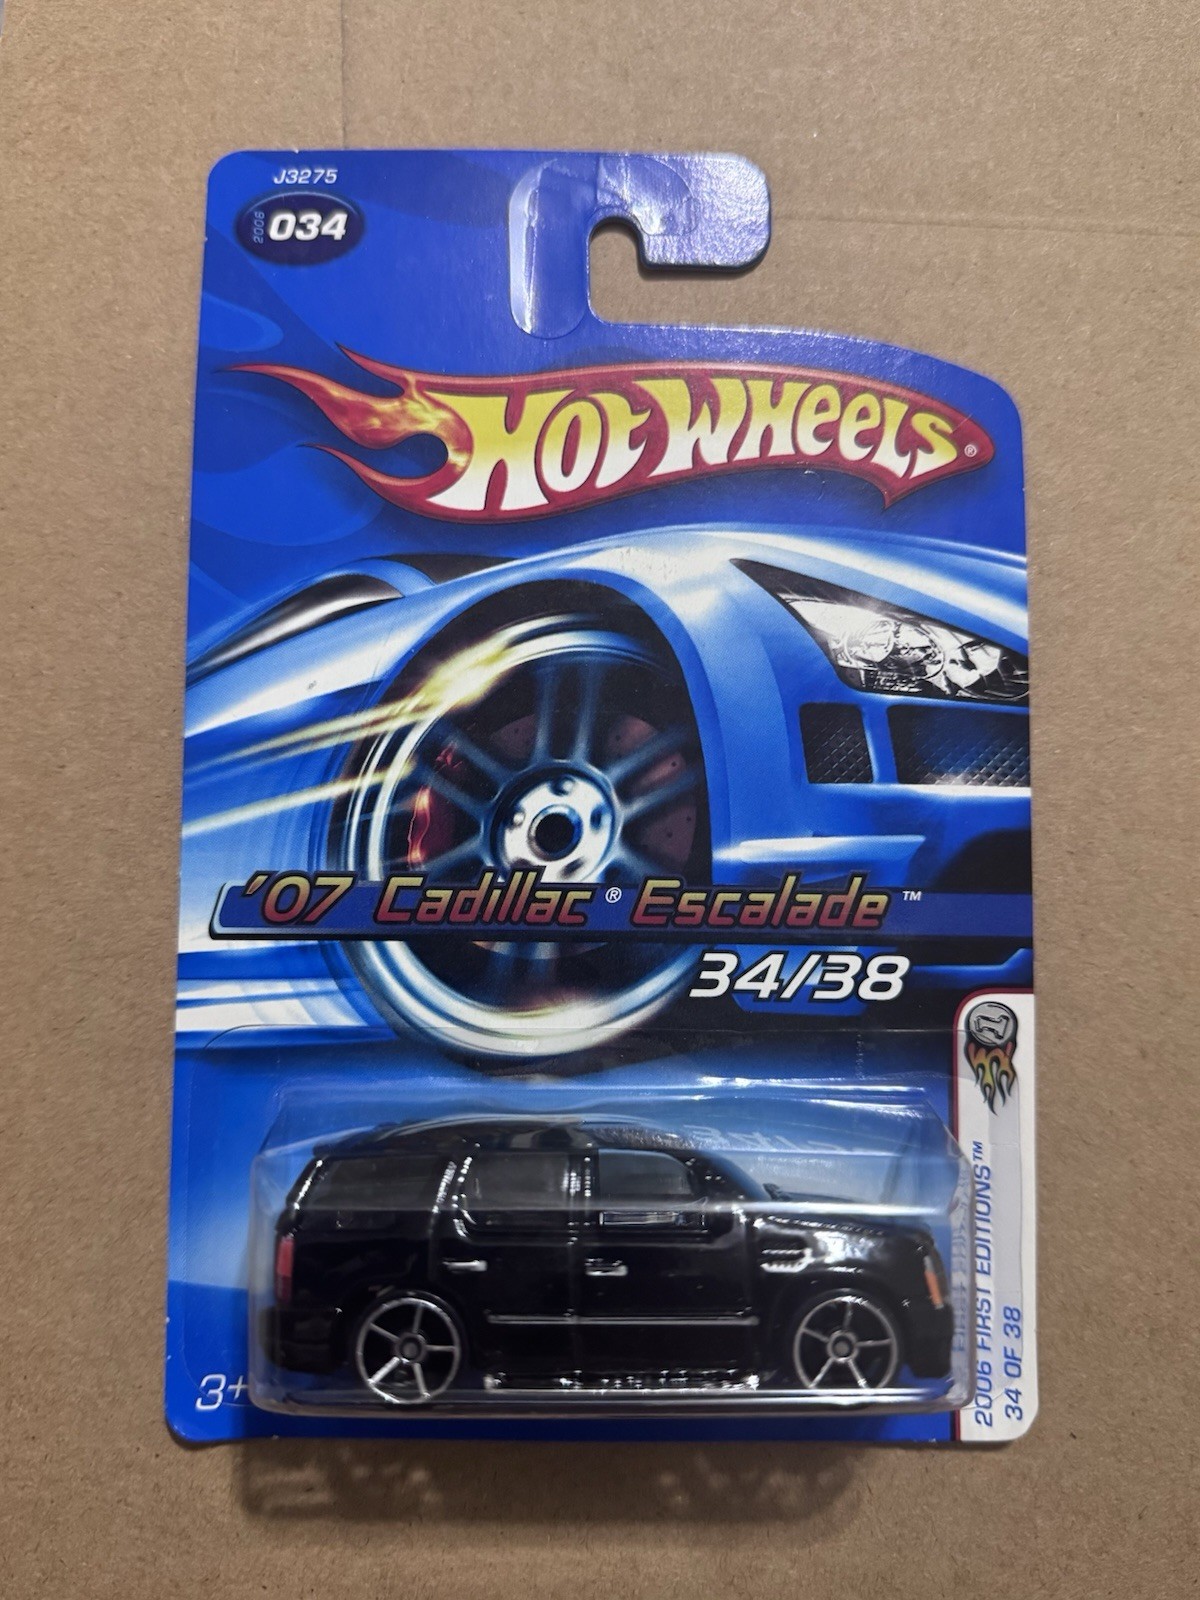 J3275
2006 034
HOT WHEELS®
'07 Cadillac® Escalade™
34/38
3+
2006 FIRST EDITIONS™
34 OF 38